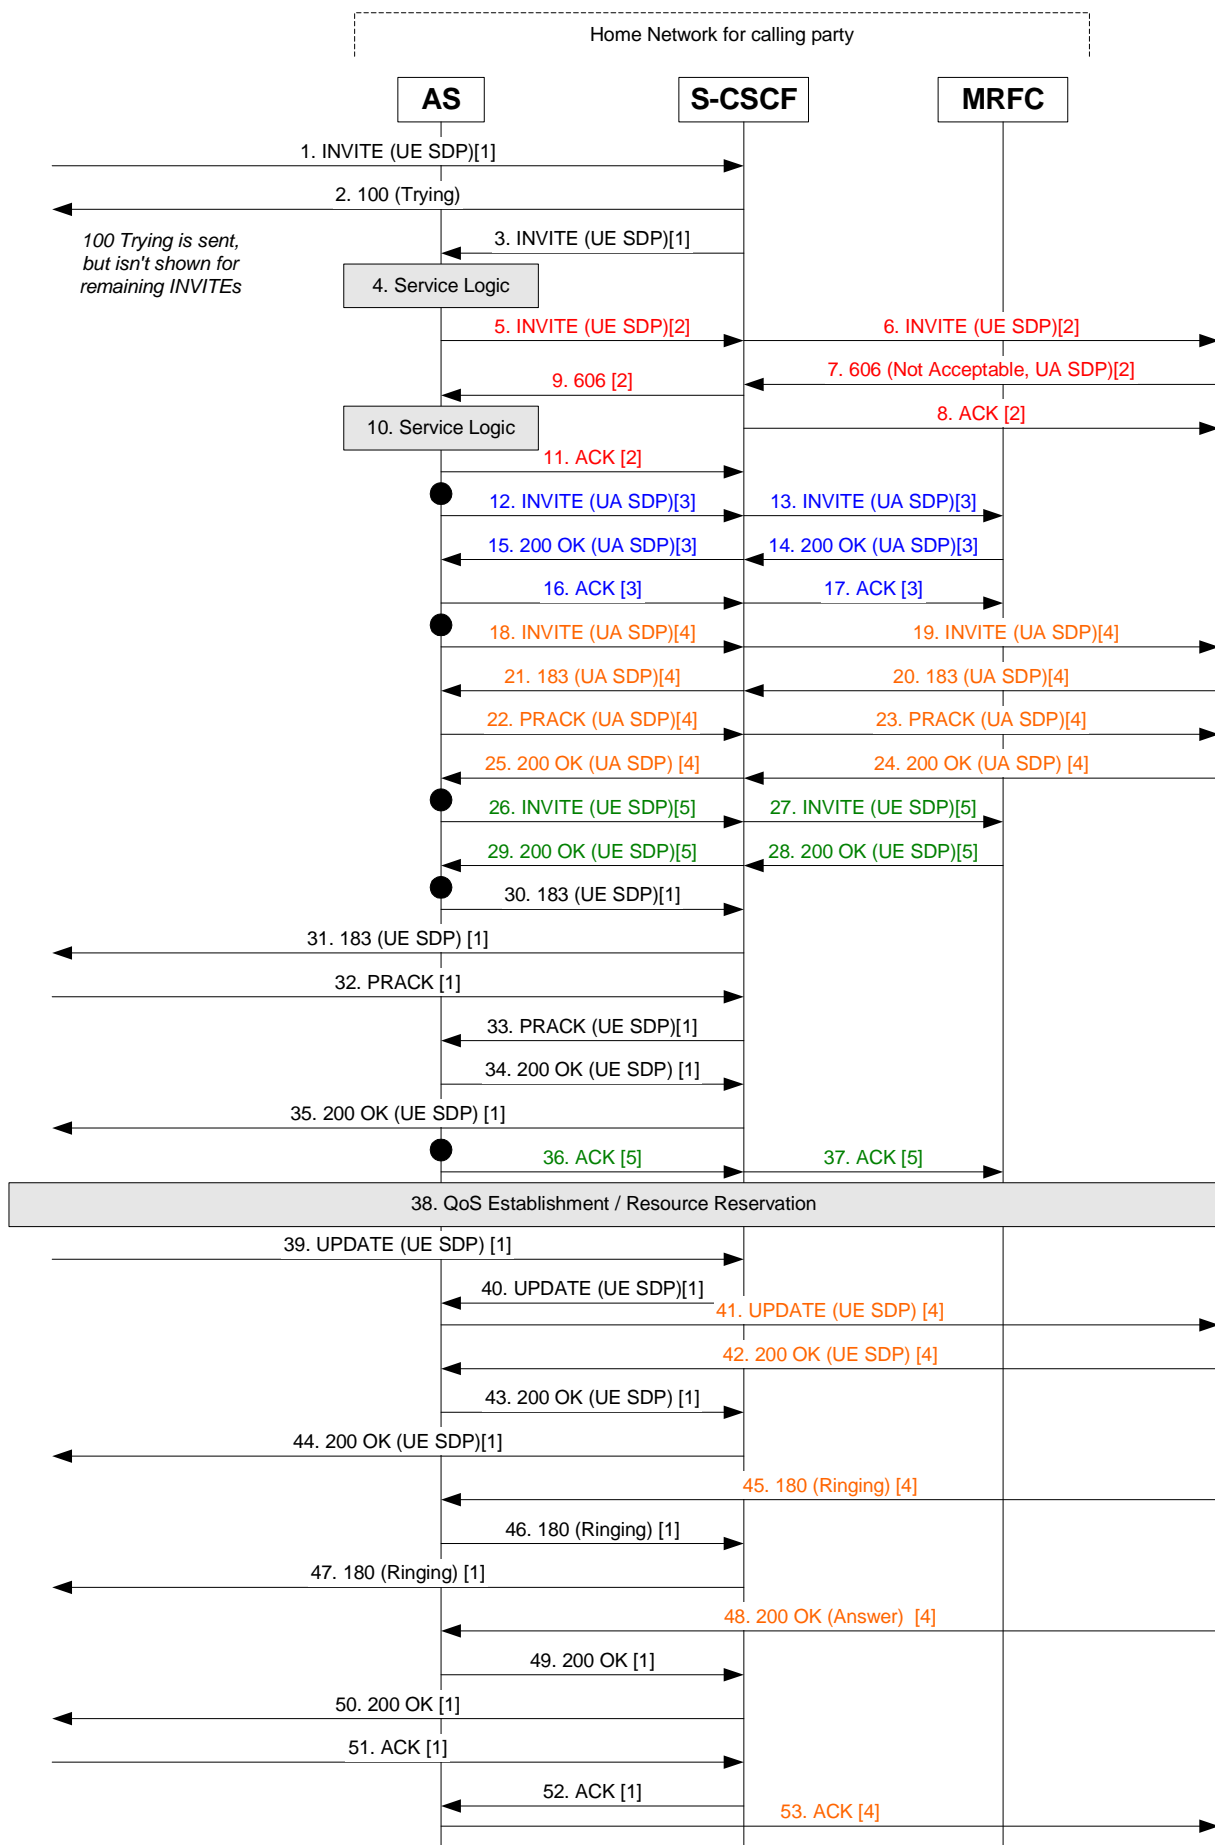 Home Network for calling party
AS
S-CSCF
MRFC
1. INVITE (UE SDP)[1]
2. 100 (Trying)
100 Trying is sent,
but isn't shown for
remaining INVITEs
3. INVITE (UE SDP)[1]
4. Service Logic
5. INVITE (UE SDP)[2]
6. INVITE (UE SDP)[2]
7. 606 (Not Acceptable, UA SDP)[2]
9. 606 [2]
8. ACK [2]
10. Service Logic
11. ACK [2]
12. INVITE (UA SDP)[3]
13. INVITE (UA SDP)[3]
15. 200 OK (UA SDP)[3]
14. 200 OK (UA SDP)[3]
16. ACK [3]
17. ACK [3]
18. INVITE (UA SDP)[4]
19. INVITE (UA SDP)[4]
21. 183 (UA SDP)[4]
20. 183 (UA SDP)[4]
22. PRACK (UA SDP)[4]
23. PRACK (UA SDP)[4]
25. 200 OK (UA SDP) [4]
24. 200 OK (UA SDP) [4]
26. INVITE (UE SDP)[5]
27. INVITE (UE SDP)[5]
29. 200 OK (UE SDP)[5]
28. 200 OK (UE SDP)[5]
30. 183 (UE SDP)[1]
31. 183 (UE SDP) [1]
32. PRACK [1]
33. PRACK (UE SDP)[1]
34. 200 OK (UE SDP) [1]
35. 200 OK (UE SDP) [1]
36. ACK [5]
37. ACK [5]
38. QoS Establishment / Resource Reservation
39. UPDATE (UE SDP) [1]
40. UPDATE (UE SDP)[1]
41. UPDATE (UE SDP) [4]
42. 200 OK (UE SDP) [4]
43. 200 OK (UE SDP) [1]
44. 200 OK (UE SDP)[1]
45. 180 (Ringing) [4]
46. 180 (Ringing) [1]
47. 180 (Ringing) [1]
48. 200 OK (Answer)  [4]
49. 200 OK [1]
50. 200 OK [1]
51. ACK [1]
52. ACK [1]
53. ACK [4]